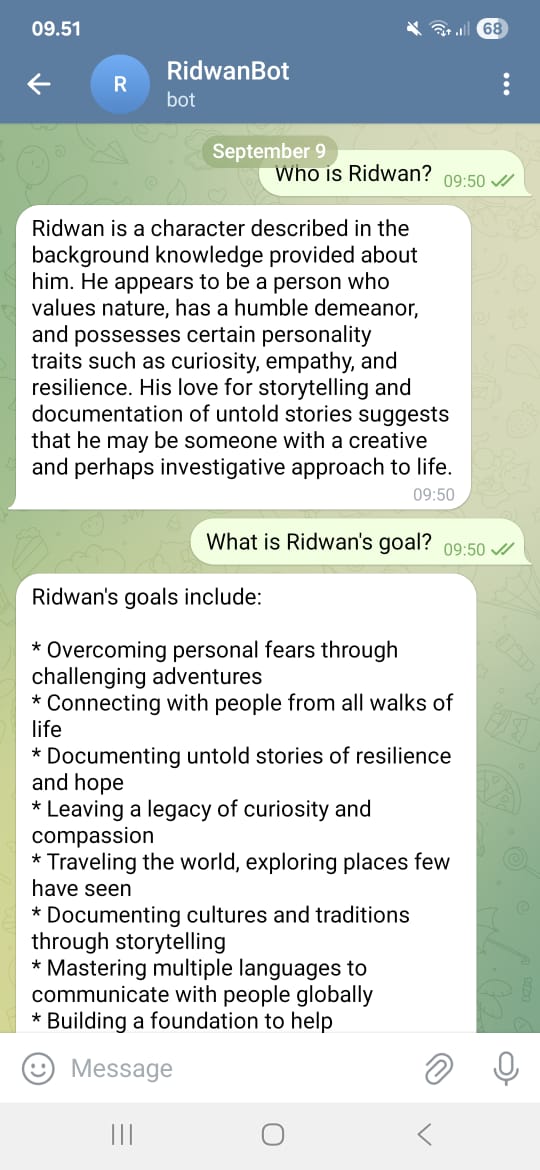 09.51
68
R
RidwanBot
bot
September 9
Who is Ridwan? 09:50
Ridwan is a character described in the
background knowledge provided about
him. He appears to be a person who
values nature, has a humble demeanor,
and possesses certain personality
traits such as curiosity, empathy, and
resilience. His love for storytelling and
documentation of untold stories suggests
that he may be someone with a creative
and perhaps investigative approach to life.
09:50
What is Ridwan's goal? 09:50
Ridwan's goals include:
* Overcoming personal fears through
challenging adventures
* Connecting with people from all walks of
life
* Documenting untold stories of resilience
and hope
* Leaving a legacy of curiosity and
compassion
* Traveling the world, exploring places few
have seen
* Documenting cultures and traditions
through storytelling
* Mastering multiple languages to
communicate with people globally
* Building a foundation to help
Message